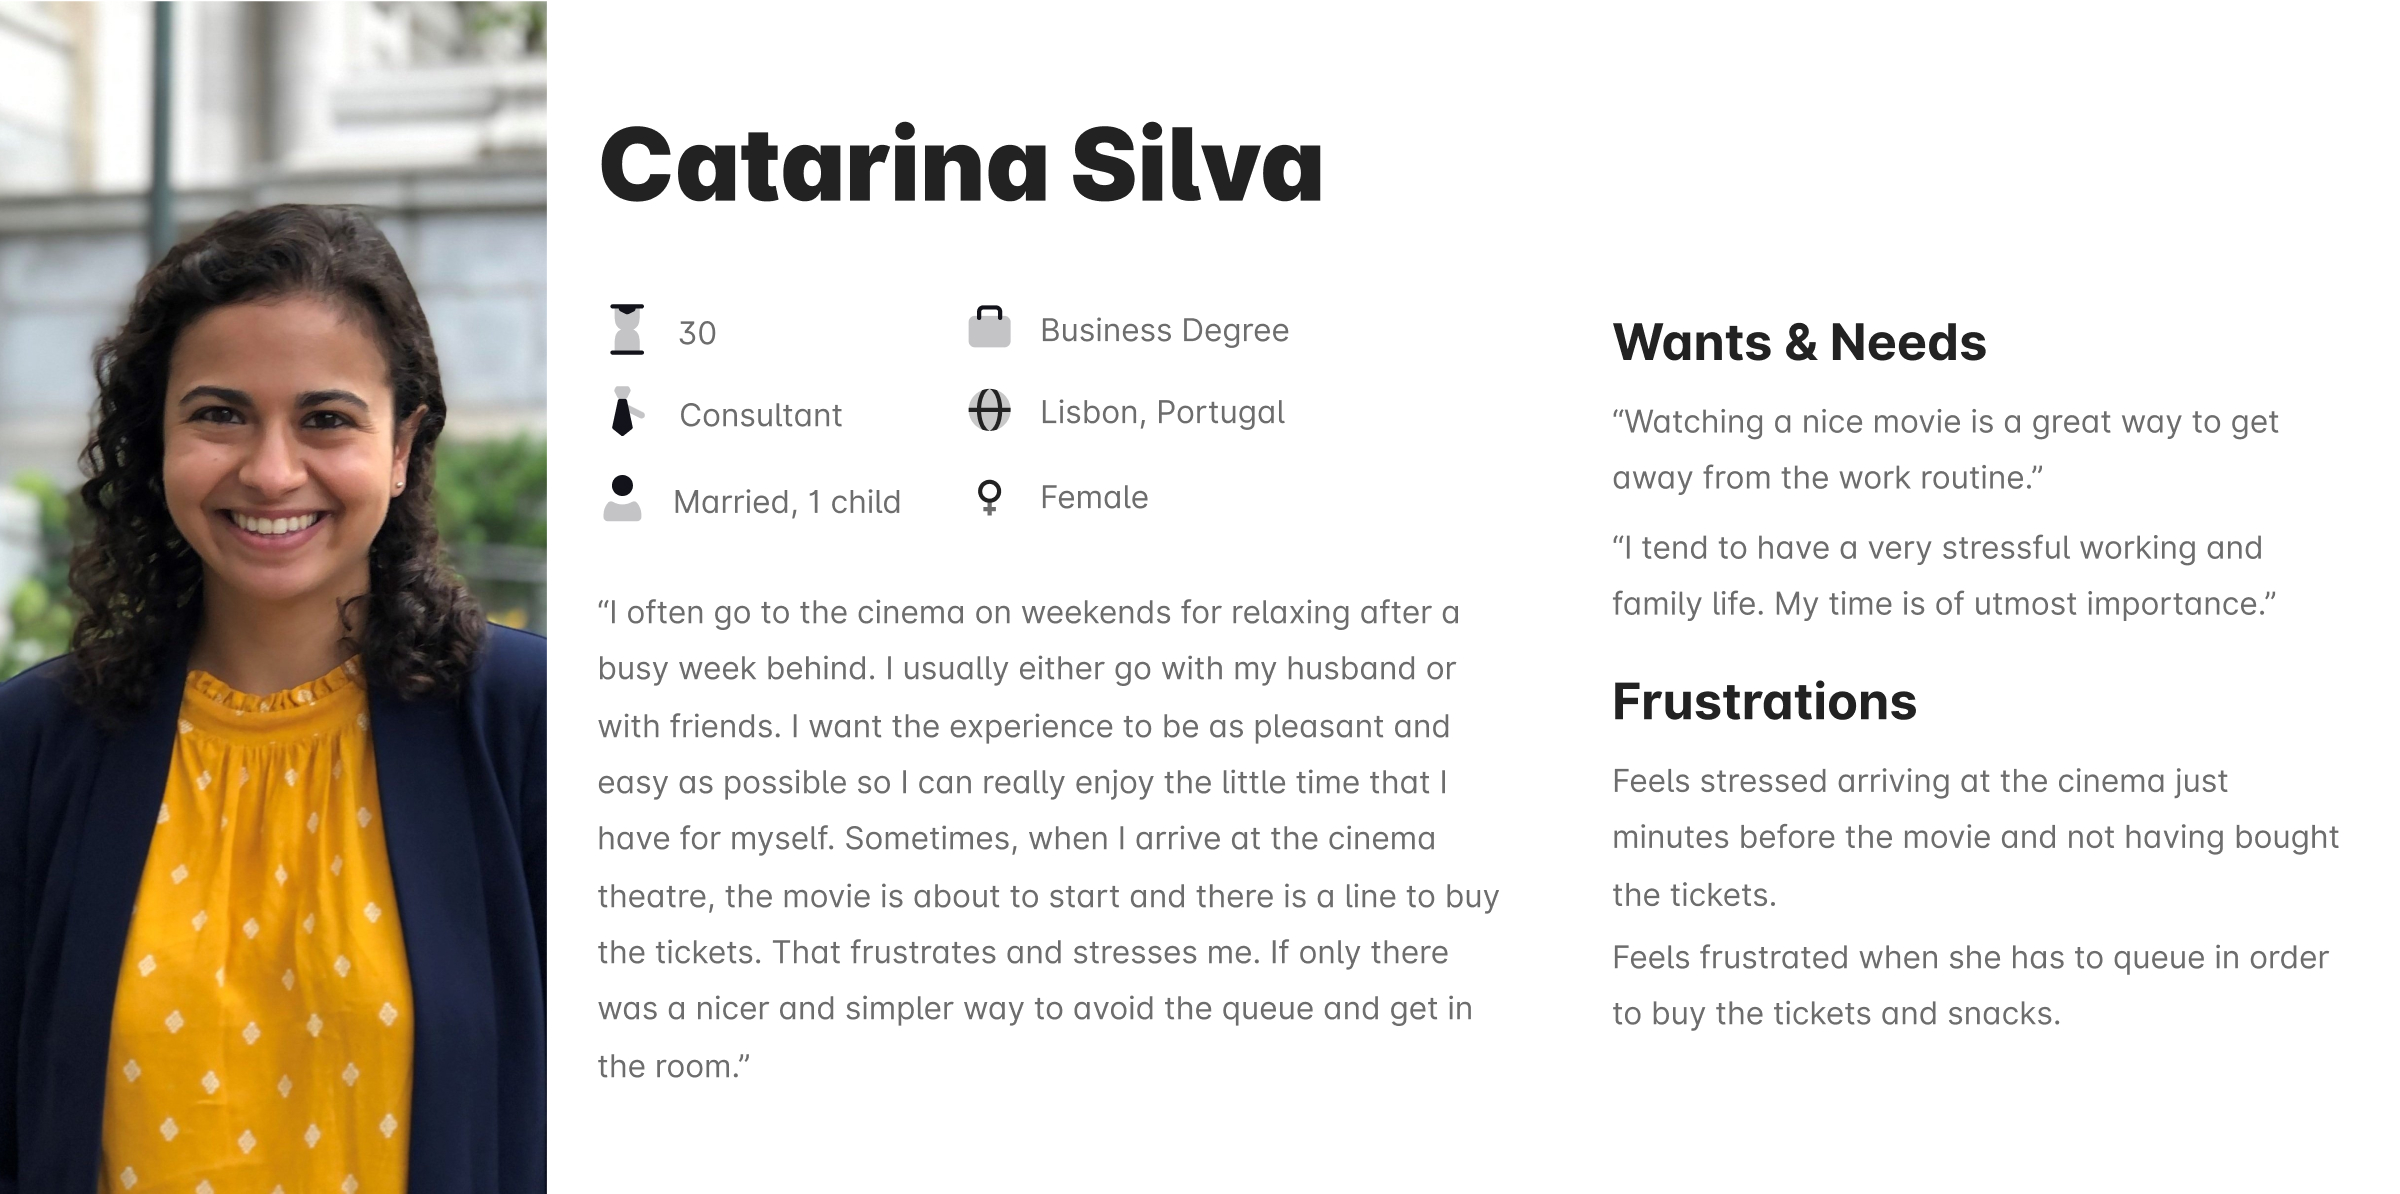 Catarina Silva
30
Business Degree
Consultant
Lisbon, Portugal
Married, 1 child
Female
“I often go to the cinema on weekends for relaxing after a
busy week behind. I usually either go with my husband or
with friends. I want the experience to be as pleasant and
easy as possible so I can really enjoy the little time that I
have for myself. Sometimes, when I arrive at the cinema
theatre, the movie is about to start and there is a line to buy
the tickets. That frustrates and stresses me. If only there
was a nicer and simpler way to avoid the queue and get in
the room.”
Wants & Needs
“Watching a nice movie is a great way to get
away from the work routine.”
“I tend to have a very stressful working and
family life. My time is of utmost importance.”
Frustrations
Feels stressed arriving at the cinema just
minutes before the movie and not having bought
the tickets.
Feels frustrated when she has to queue in order
to buy the tickets and snacks.